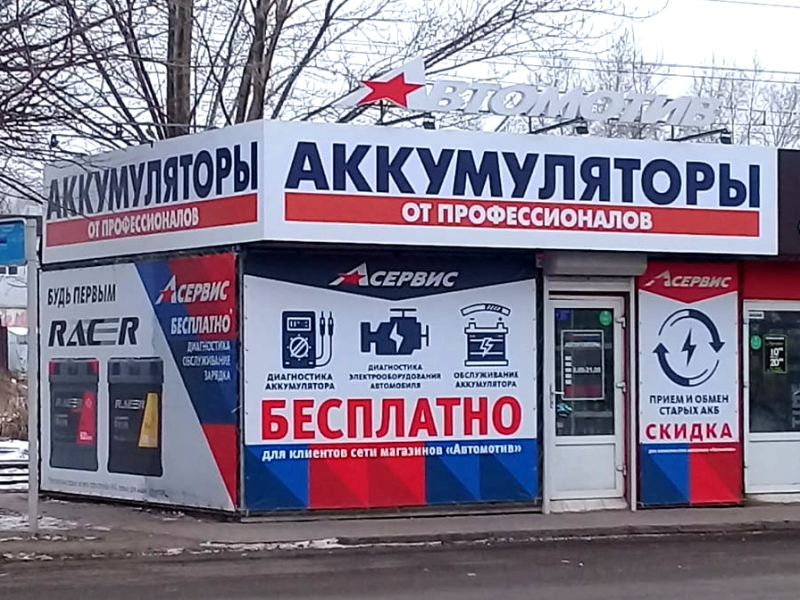 АВТОМОТИВ
АККУМУЛЯТОРЫ
ОТ ПРОФЕССИОНАЛОВ
АККУМУЛЯТОРЫ
ОТ ПРОФЕССИОНАЛОВ
БУДЬ ПЕРВЫМ
RACER
АСЕРВИС
БЕСПЛАТНО
ДИАГНОСТИКА
ОБСЛУЖИВАНИЕ
ЗАРЯДКА
АСЕРВИС
ДИАГНОСТИКА
АККУМУЛЯТОРА
ДИАГНОСТИКА
ЭЛЕКТРООБОРУДОВАНИЯ
АВТОМОБИЛЯ
ОБСЛУЖИВАНИЕ
АККУМУЛЯТОРА
БЕСПЛАТНО
для клиентов сети магазинов «Автомотив»
АСЕРВИС
ПРИЕМ И ОБМЕН
СТАРЫХ АКБ
СКИДКА